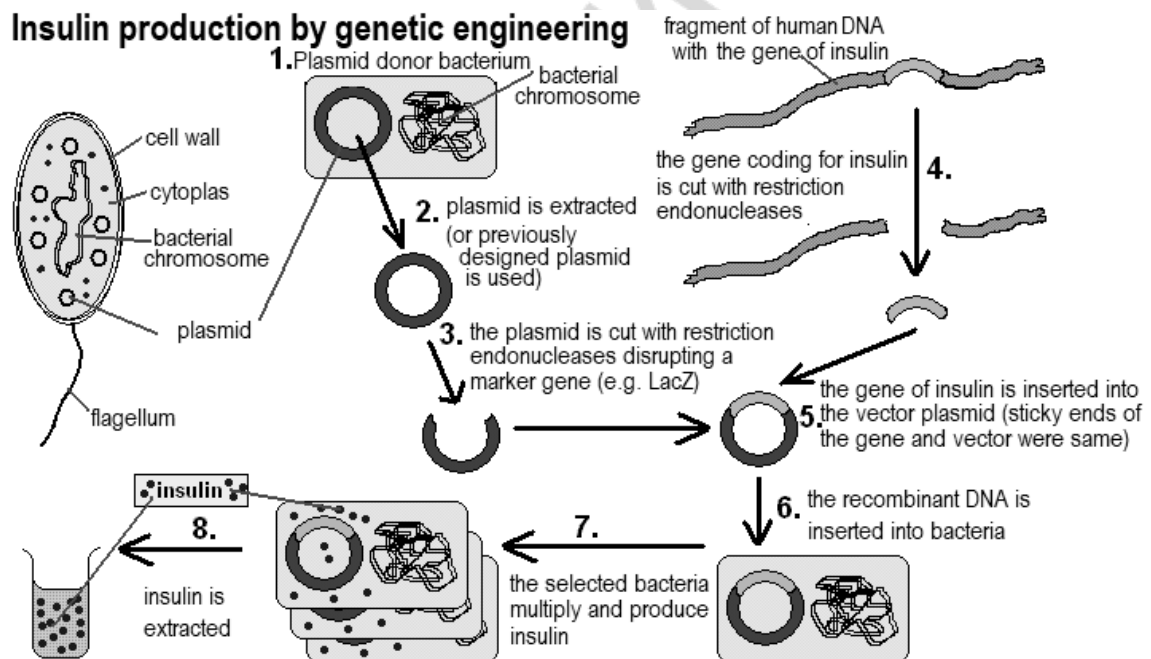 Insulin production by genetic engineering
1.Plasmid donor bacterium
bacterial
chromosome
fragment of human DNA
with the gene of insulin
cell wall
cytoplas
bacterial
chromosome
plasmid
flagellum
2. plasmid is extracted
(or previously
designed plasmid
is used)
the gene coding for insulin
is cut with restriction
endonucleases
4.
3. the plasmid is cut with restriction
endonucleases disrupting a
marker gene (e.g. LacZ)
the gene of insulin is inserted into
5. the vector plasmid (sticky ends of
the gene and vector were same)
6. the recombinant DNA is
inserted into bacteria
7.
the selected bacteria
multiply and produce
insulin
insulin
8.
insulin is
extracted